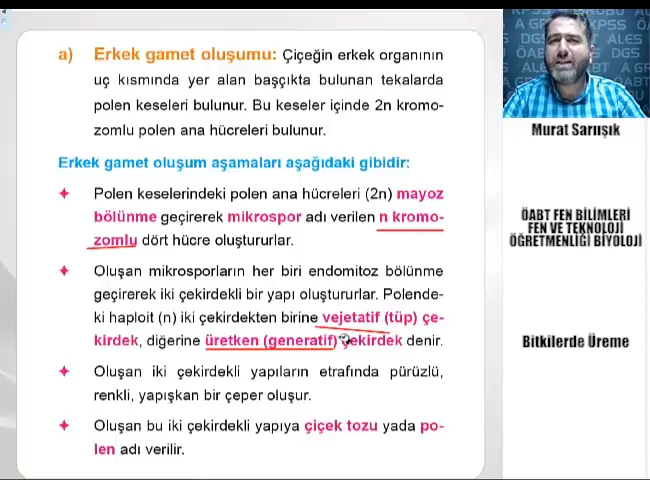 a) Erkek gamet oluşumu: Çiçeğin erkek organının
uç kısmında yer alan başçıkta bulunan tekalarda
polen keseleri bulunur. Bu keseler içinde 2n kromo-
zomlu polen ana hücreleri bulunur.
Erkek gamet oluşum aşamaları aşağıdaki gibidir:
Polen keselerindeki polen ana hücreleri (2n) mayoz
bölünme geçirerek mikrospor adı verilen n kromo-
zomlu dört hücre oluştururlar.
Oluşan mikrosporların her biri endomitoz bölünme
geçirerek iki çekirdekli bir yapı oluştururlar. Polende-
ki haploit (n) iki çekirdekten birine vejetatif (tüp) çe-
kirdek, diğerine üretken (generatif) çekirdek denir.
Oluşan iki çekirdekli yapıların etrafında pürüzlü,
renkli, yapışkan bir çeper oluşur.
Oluşan bu iki çekirdekli yapıya çiçek tozu yada po-
len adı verilir.
Murat Sarıışık
ÖABT FEN BİLİMLERİ
FEN VE TEKNOLOJİ
ÖĞRETMENLİĞİ BİYOLOJİ
Bitkilerde Üreme